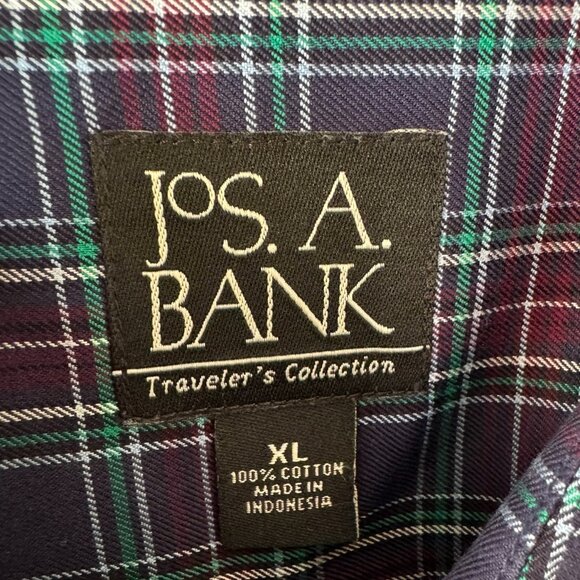 JoS. A.
BANK
Traveler's Collection
XL
100% COTTON
MADE IN
INDONESIA